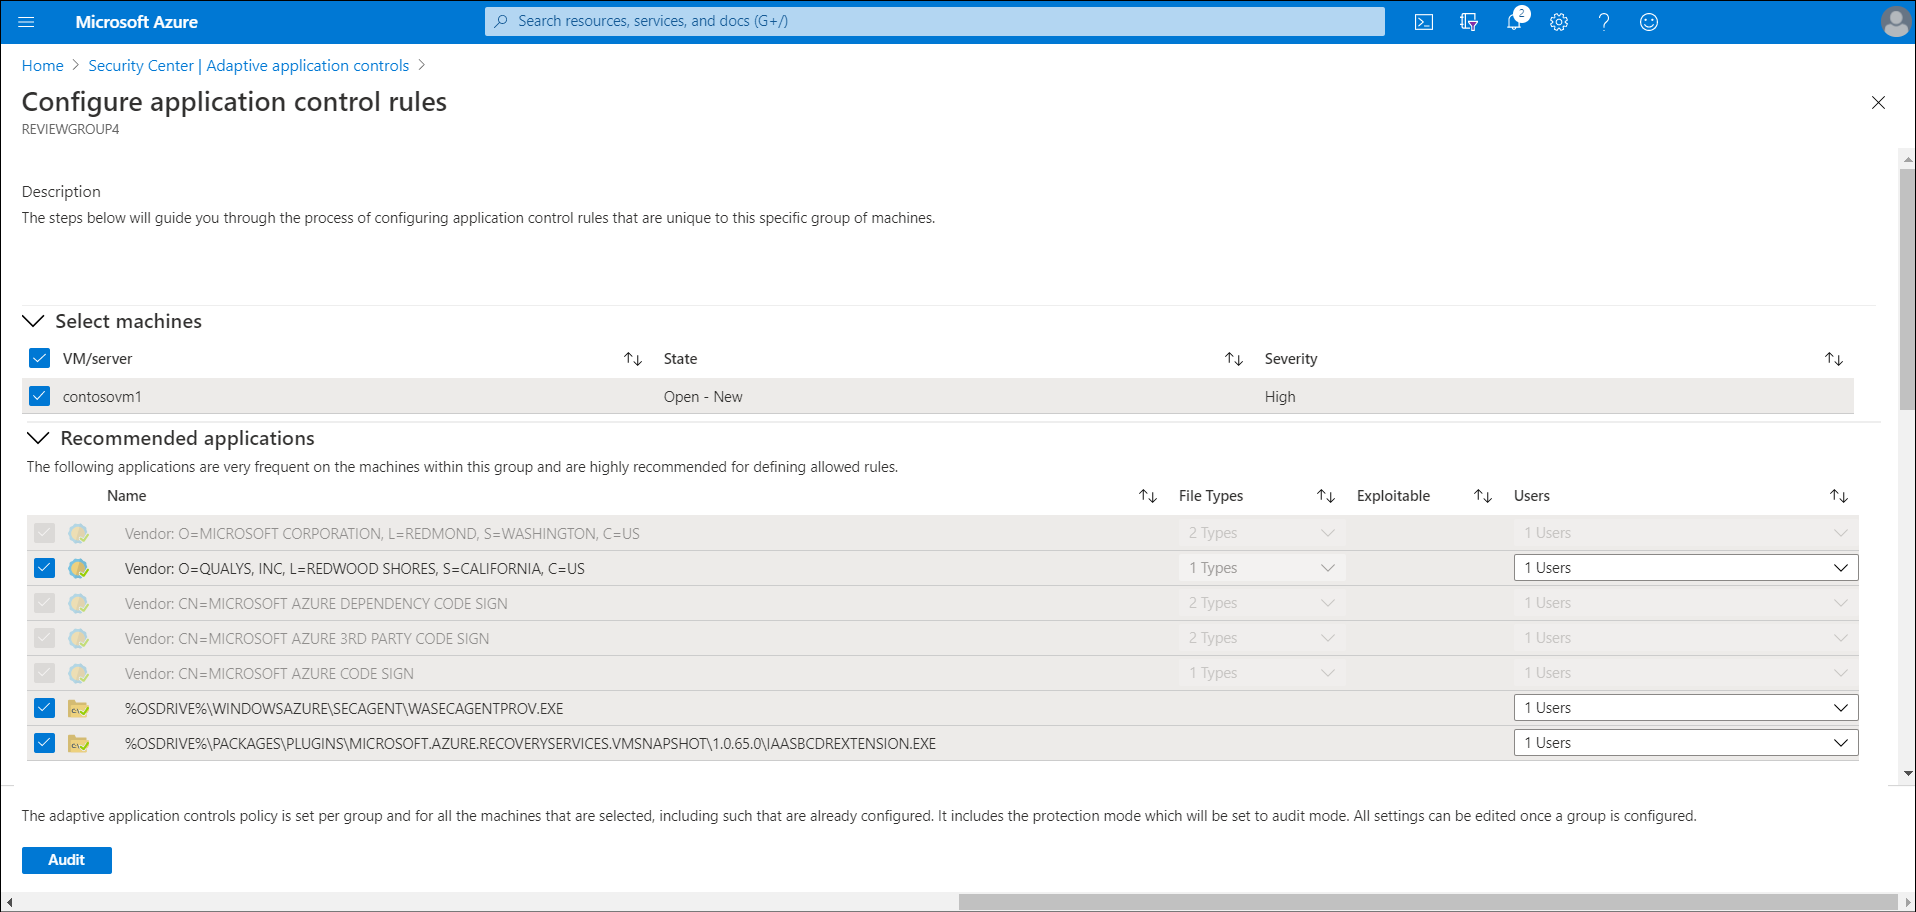 Microsoft Azure
Search resources, services, and docs (G+/)
2
Home > Security Center | Adaptive application controls >
Configure application control rules
REVIEWGROUP4
Description
The steps below will guide you through the process of configuring application control rules that are unique to this specific group of machines.
Select machines
VM/server State Severity
contosovm1 Open - New High
Recommended applications
The following applications are very frequent on the machines within this group and are highly recommended for defining allowed rules.
Name File Types Exploitable Users
Vendor: O=MICROSOFT CORPORATION, L=REDMOND, S=WASHINGTON, C=US 2 Types 1 Users
Vendor: O=QUALYS, INC, L=REDWOOD SHORES, S=CALIFORNIA, C=US 1 Types 1 Users
Vendor: CN=MICROSOFT AZURE DEPENDENCY CODE SIGN 2 Types 1 Users
Vendor: CN=MICROSOFT AZURE 3RD PARTY CODE SIGN 2 Types 1 Users
Vendor: CN=MICROSOFT AZURE CODE SIGN 1 Types 1 Users
%OSDRIVE%\WINDOWSAZURE\SECAGENT\WASECAGENTPROV.EXE 1 Users
%OSDRIVE%\PACKAGES\PLUGINS\MICROSOFT.AZURE.RECOVERYSERVICES.VMSNAPSHOT\1.0.65.0\IAASBCDREXTENSION.EXE 1 Users
The adaptive application controls policy is set per group and for all the machines that are selected, including such that are already configured. It includes the protection mode which will be set to audit mode. All settings can be edited once a group is configured.
Audit